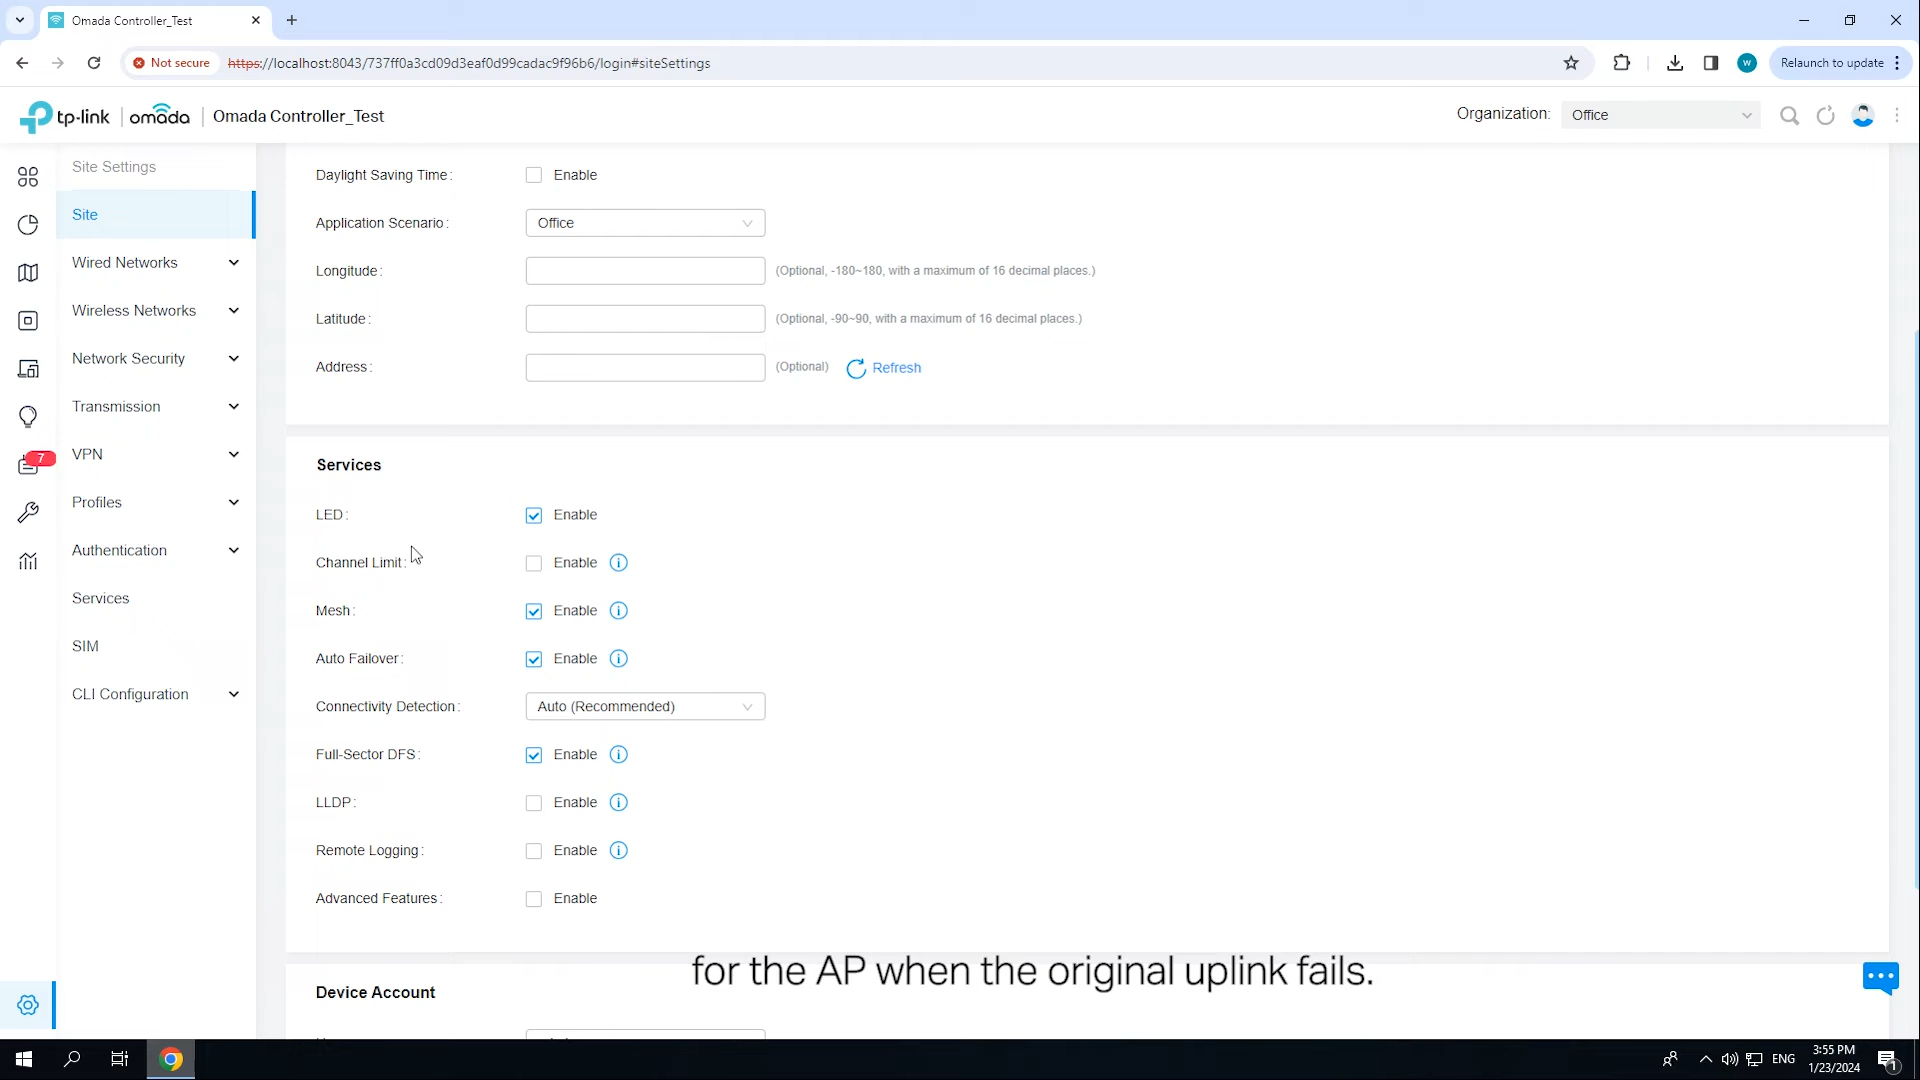 Omada Controller_Test
Not secure
https://localhost:8043/737ff0a3cd09d3eaf0d99cadac9f96b6/login#siteSettings
W
Relaunch to update
tp-link
omada
Omada Controller_Test
Organization:
Office
Site Settings
Site
Wired Networks
Wireless Networks
Network Security
Transmission
VPN
Profiles
Authentication
Services
SIM
CLI Configuration
7
Daylight Saving Time:
Enable
Application Scenario:
Office
Longitude:
(Optional, -180~180, with a maximum of 16 decimal places.)
Latitude:
(Optional, -90~90, with a maximum of 16 decimal places.)
Address:
(Optional)
Refresh
Services
LED:
Enable
Channel Limit:
Enable
Mesh:
Enable
Auto Failover:
Enable
Connectivity Detection:
Auto (Recommended)
Full-Sector DFS:
Enable
LLDP:
Enable
Remote Logging:
Enable
Advanced Features:
Enable
for the AP when the original uplink fails.
Device Account
ENG
3:55 PM
1/23/2024
1